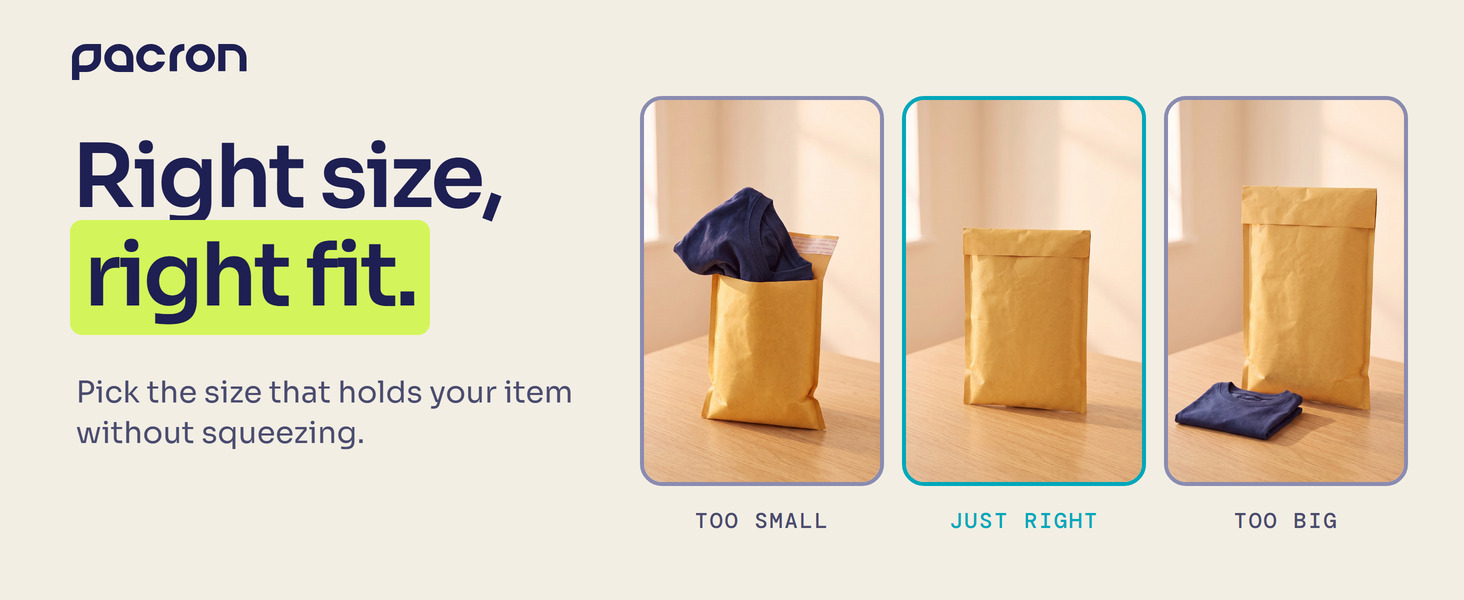 pacron
Right size,
right fit.
Pick the size that holds your item
without squeezing.
TOO SMALL
JUST RIGHT
TOO BIG